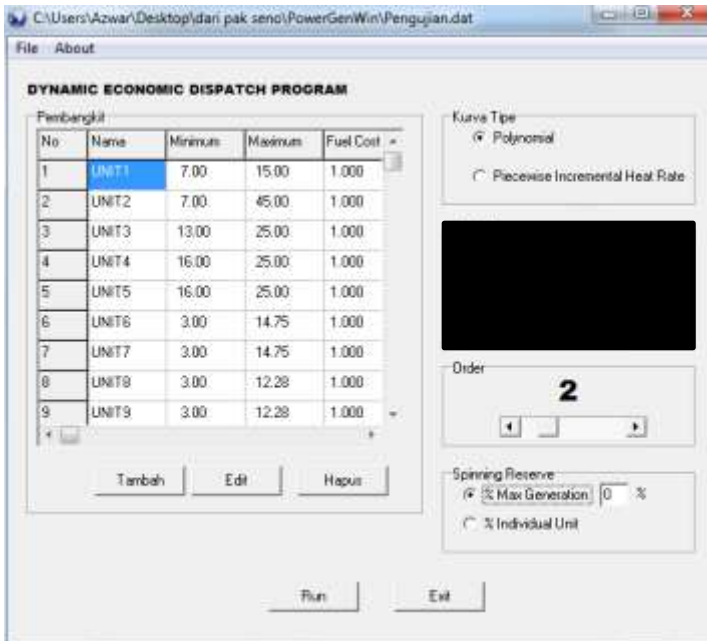 C:\Users\Azwar\Desktop\dari pak seno\PowerGenWin\Pengujian.dat
File About
DYNAMIC ECONOMIC DISPATCH PROGRAM
Pembangkit
No Name Minimum Maximum Fuel Cost
1 UNIT1 7.00 15.00 1.000
2 UNIT2 7.00 45.00 1.000
3 UNIT3 13.00 25.00 1.000
4 UNIT4 16.00 25.00 1.000
5 UNIT5 16.00 25.00 1.000
6 UNIT6 3.00 14.75 1.000
7 UNIT7 3.00 14.75 1.000
8 UNIT8 3.00 12.28 1.000
9 UNIT9 3.00 12.28 1.000
Tambah Edit Hapus
Kurva Tipe
Polynomial
Piecewise Incremental Heat Rate
Order
2
Spinning Reserve
% Max Generation 0 %
% Individual Unit
Run Exit